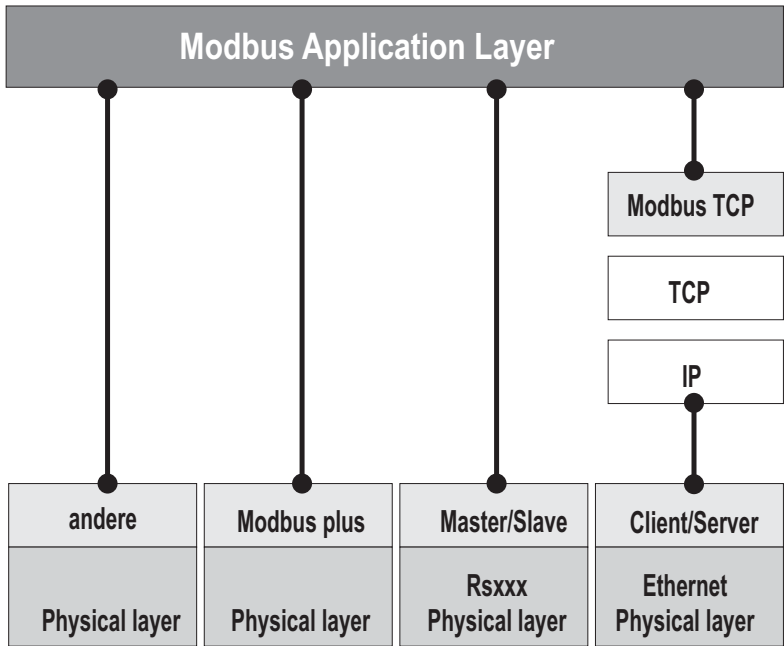 Modbus Application Layer
Modbus TCP
TCP
IP
andere
Modbus plus
Master/Slave
Client/Server
Physical layer
Physical layer
Rsxxx
Physical layer
Ethernet
Physical layer